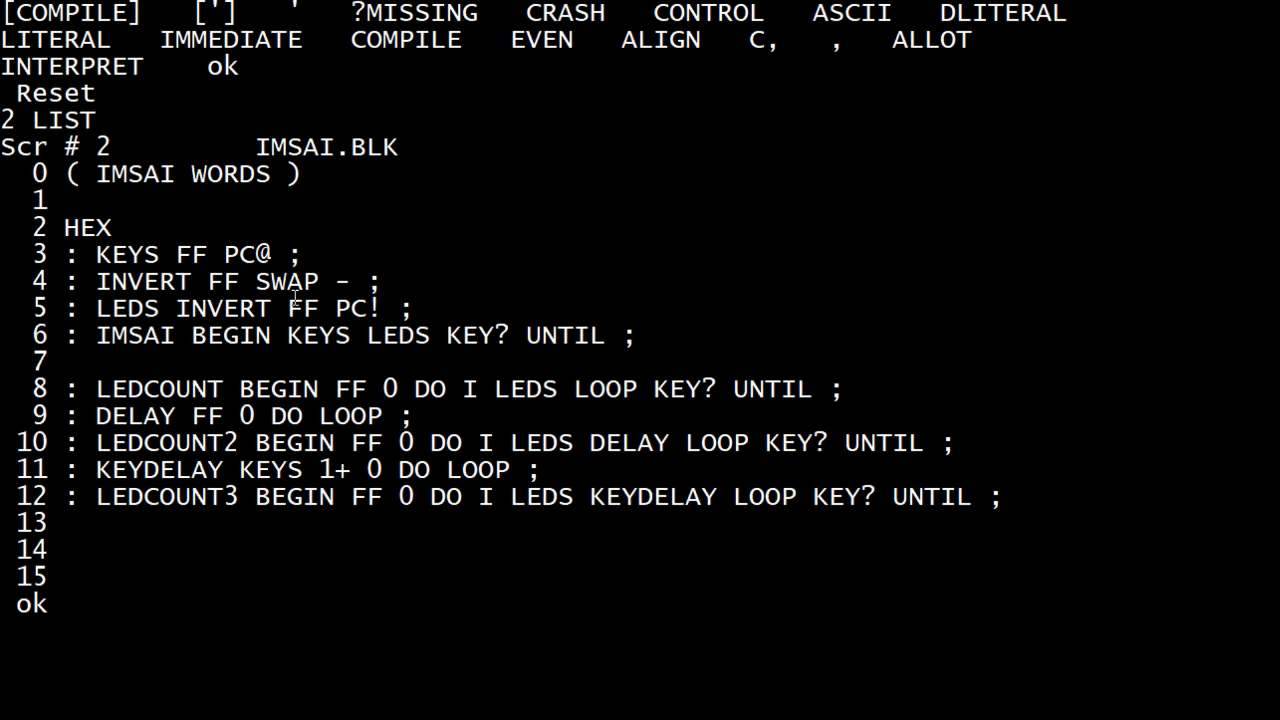 [COMPILE] ['] ' ?MISSING CRASH CONTROL ASCII DLITERAL
LITERAL IMMEDIATE COMPILE EVEN ALIGN C, , ALLOT
INTERPRET ok
Reset
2 LIST
Scr # 2 IMSAI.BLK
0 ( IMSAI WORDS )
1
2 HEX
3 : KEYS FF PC@ ;
4 : INVERT FF SWAP - ;
5 : LEDS INVERT FF PC! ;
6 : IMSAI BEGIN KEYS LEDS KEY? UNTIL ;
7
8 : LEDCOUNT BEGIN FF 0 DO I LEDS LOOP KEY? UNTIL ;
9 : DELAY FF 0 DO LOOP ;
10 : LEDCOUNT2 BEGIN FF 0 DO I LEDS DELAY LOOP KEY? UNTIL ;
11 : KEYDELAY KEYS 1+ 0 DO LOOP ;
12 : LEDCOUNT3 BEGIN FF 0 DO I LEDS KEYDELAY LOOP KEY? UNTIL ;
13
14
15
ok